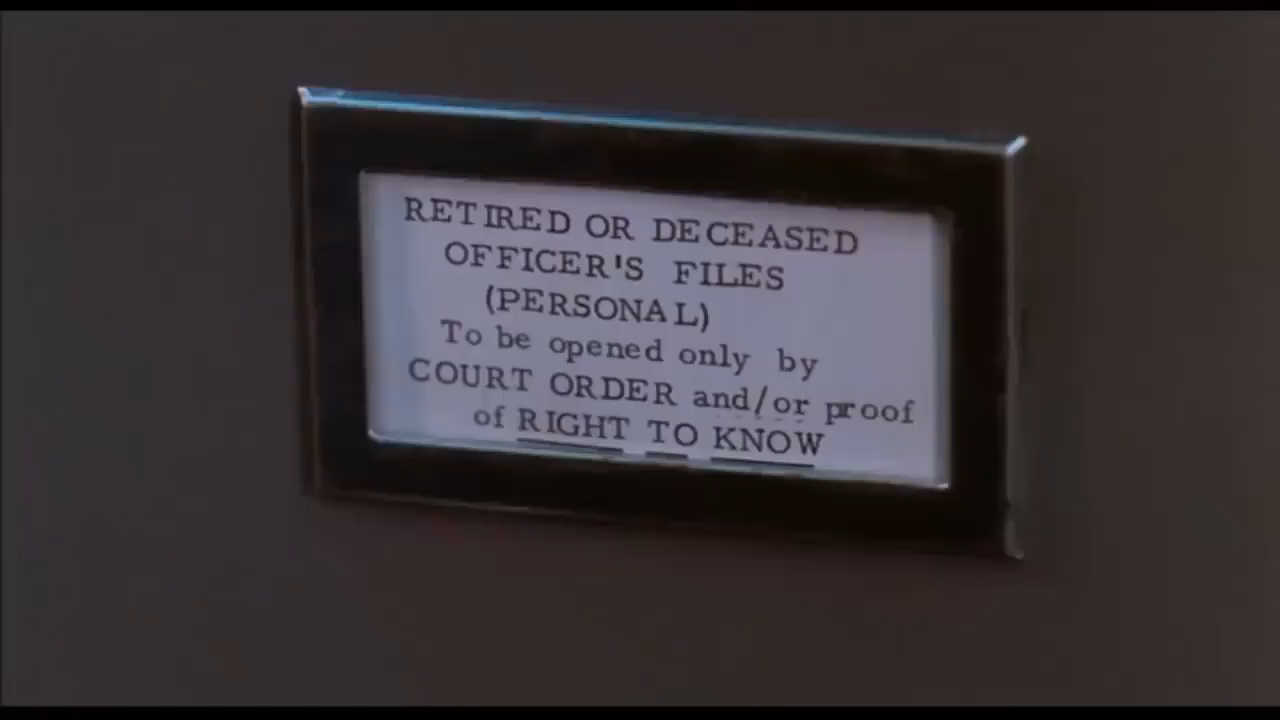 RETIRED OR DECEASED
OFFICER'S FILES
(PERSONAL)
To be opened only by
COURT ORDER and/or proof
of RIGHT TO KNOW